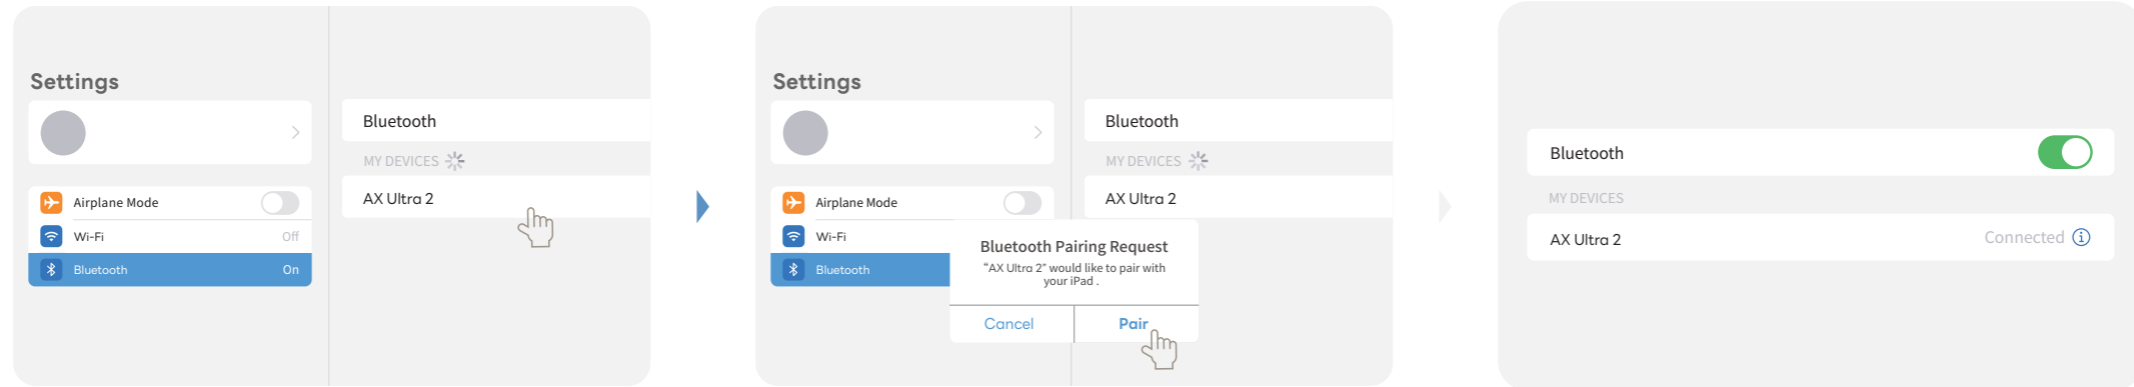 Settings
Airplane Mode
Wi-Fi Off
Bluetooth On
Bluetooth
MY DEVICES
AX Ultra 2
Settings
Airplane Mode
Wi-Fi
Bluetooth
Bluetooth
MY DEVICES
AX Ultra 2
Bluetooth Pairing Request
"AX Ultra 2" would like to pair with
your iPad .
Cancel Pair
Bluetooth
MY DEVICES
AX Ultra 2 Connected